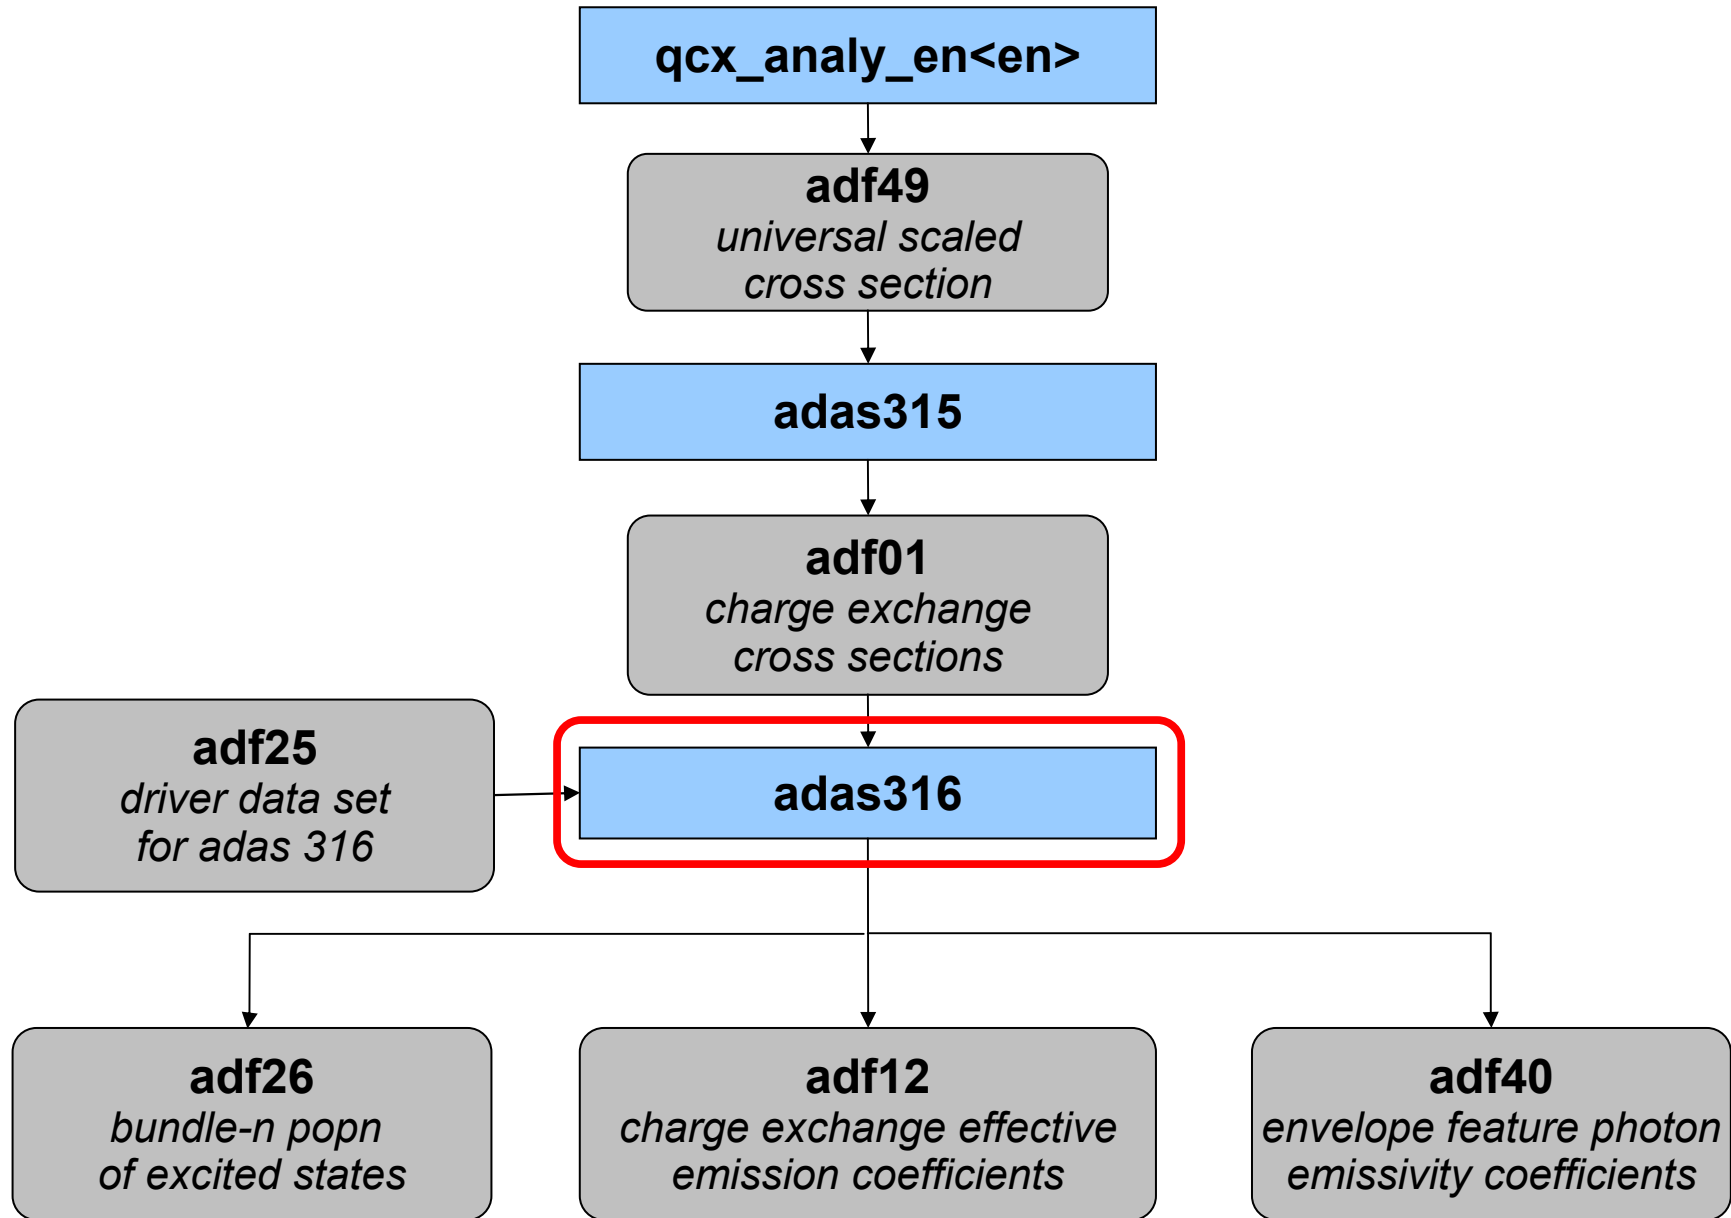 qcx_analy_en<en>
adf49
universal scaled
cross section
adas315
adf01
charge exchange
cross sections
adf25
driver data set
for adas 316
adas316
adf26
bundle-n popn
of excited states
adf12
charge exchange effective
emission coefficients
adf40
envelope feature photon
emissivity coefficients